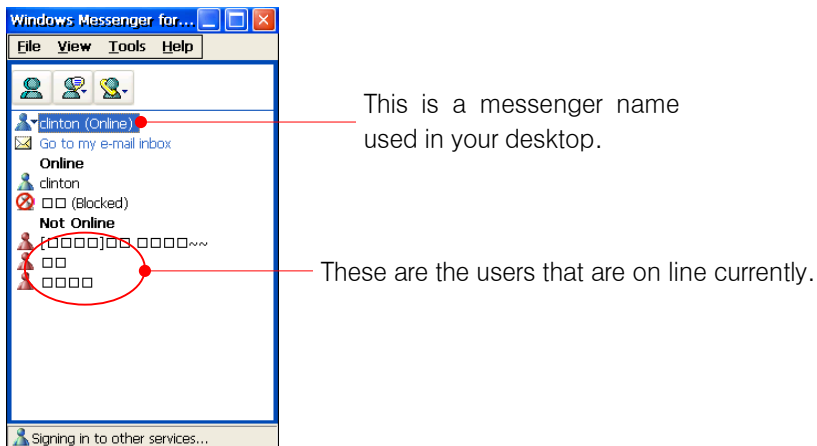 Windows Messenger for...
File View Tools Help
clinton (Online)
Go to my e-mail inbox
Online
clinton
□□ (Blocked)
Not Online
[□□□□]□□ □□□□~~
□□
□□□□
Signing in to other services...
This is a messenger name
used in your desktop.
These are the users that are on line currently.